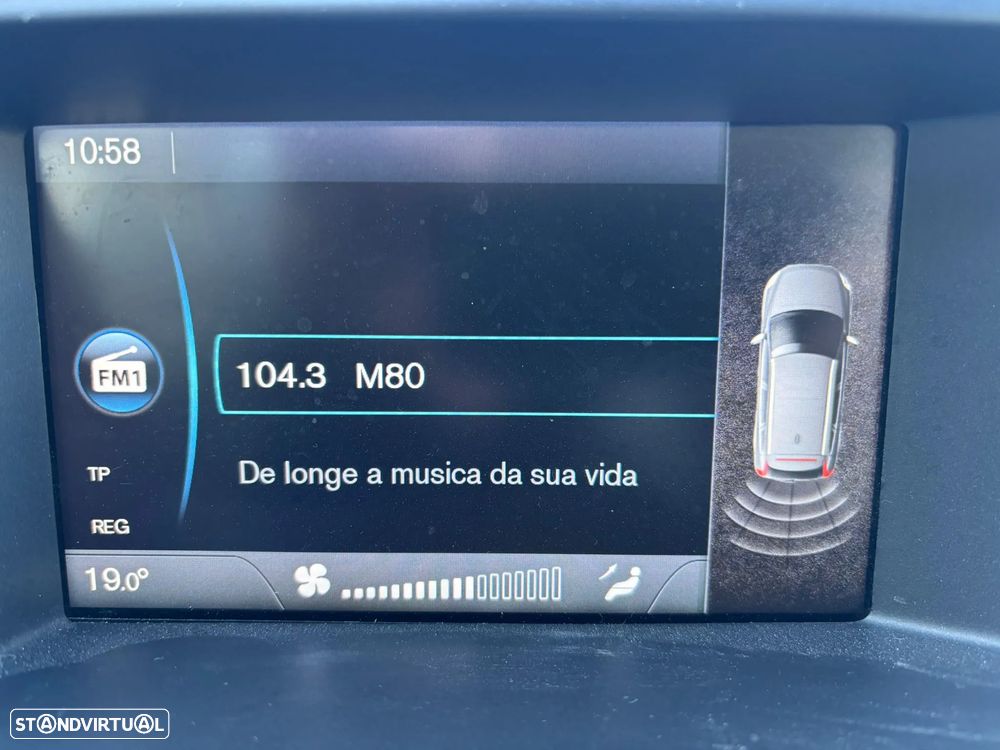 10:58
FM1
104.3 M80
De longe a musica da sua vida
TP
REG
19.0°
STANDVIRTUAL